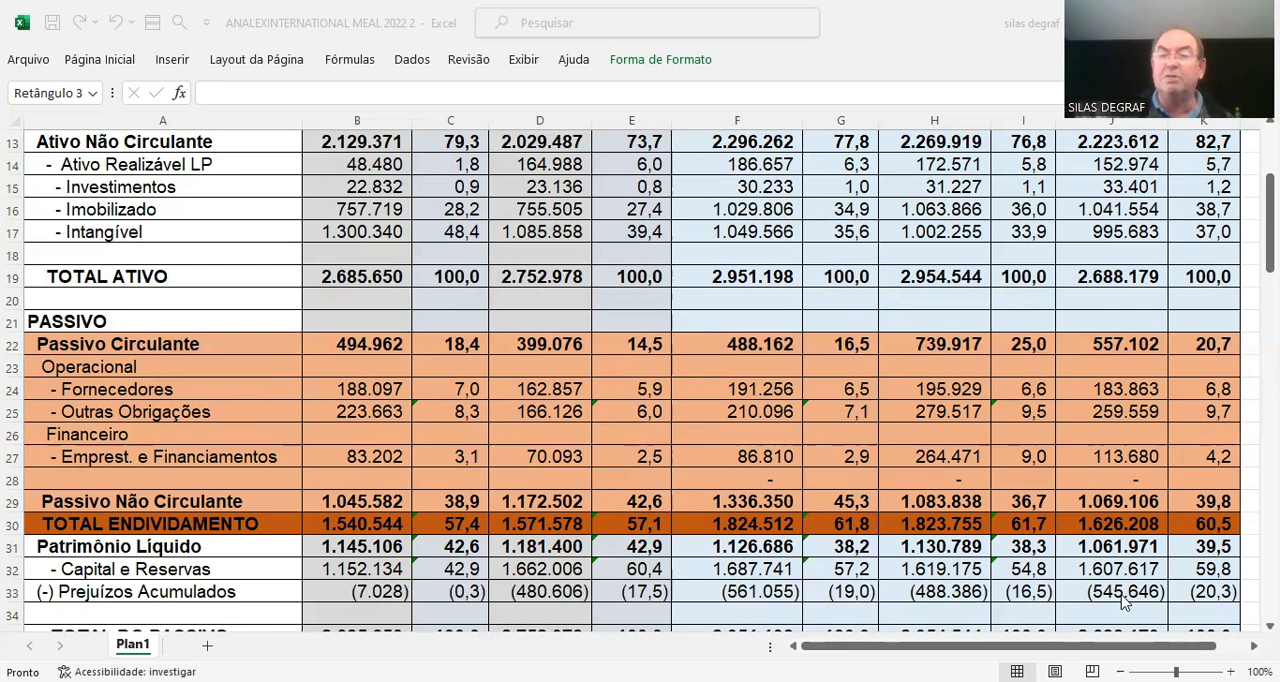 ANALEXINTERNATIONAL MEAL 2022 2 - Excel
Pesquisar
silas degraf
Arquivo Página Inicial Inserir Layout da Página Fórmulas Dados Revisão Exibir Ajuda Forma de Formato
SILAS DEGRAF
Retângulo 3 fx
A B C D E F G H I J K
13 Ativo Não Circulante 2.129.371 79,3 2.029.487 73,7 2.296.262 77,8 2.269.919 76,8 2.223.612 82,7
14 - Ativo Realizável LP 48.480 1,8 164.988 6,0 186.657 6,3 172.571 5,8 152.974 5,7
15 - Investimentos 22.832 0,9 23.136 0,8 30.233 1,0 31.227 1,1 33.401 1,2
16 - Imobilizado 757.719 28,2 755.505 27,4 1.029.806 34,9 1.063.866 36,0 1.041.554 38,7
17 - Intangível 1.300.340 48,4 1.085.858 39,4 1.049.566 35,6 1.002.255 33,9 995.683 37,0
18
19 TOTAL ATIVO 2.685.650 100,0 2.752.978 100,0 2.951.198 100,0 2.954.544 100,0 2.688.179 100,0
20
21 PASSIVO
22 Passivo Circulante 494.962 18,4 399.076 14,5 488.162 16,5 739.917 25,0 557.102 20,7
23 Operacional
24 - Fornecedores 188.097 7,0 162.857 5,9 191.256 6,5 195.929 6,6 183.863 6,8
25 - Outras Obrigações 223.663 8,3 166.126 6,0 210.096 7,1 279.517 9,5 259.559 9,7
26 Financeiro
27 - Emprest. e Financiamentos 83.202 3,1 70.093 2,5 86.810 2,9 264.471 9,0 113.680 4,2
28 - - -
29 Passivo Não Circulante 1.045.582 38,9 1.172.502 42,6 1.336.350 45,3 1.083.838 36,7 1.069.106 39,8
30 TOTAL ENDIVIDAMENTO 1.540.544 57,4 1.571.578 57,1 1.824.512 61,8 1.823.755 61,7 1.626.208 60,5
31 Patrimônio Líquido 1.145.106 42,6 1.181.400 42,9 1.126.686 38,2 1.130.789 38,3 1.061.971 39,5
32 - Capital e Reservas 1.152.134 42,9 1.662.006 60,4 1.687.741 57,2 1.619.175 54,8 1.607.617 59,8
33 (-) Prejuízos Acumulados (7.028) (0,3) (480.606) (17,5) (561.055) (19,0) (488.386) (16,5) (545.646) (20,3)
34
Plan1
Pronto Acessibilidade: investigar 100%